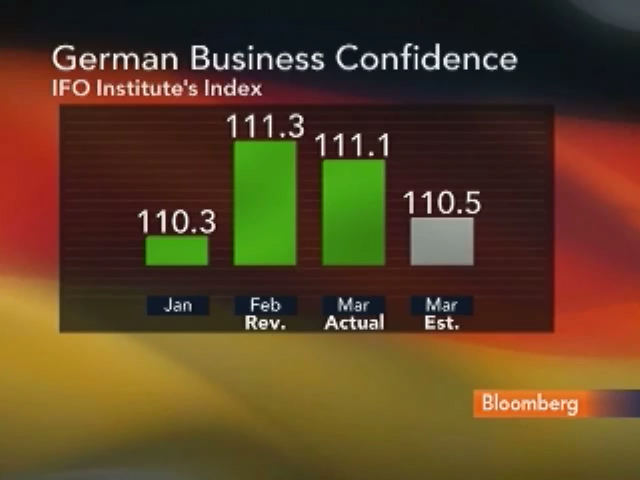 German Business Confidence
IFO Institute's Index
110.3
111.3
111.1
110.5
Jan
Feb
Rev.
Mar
Actual
Mar
Est.
Bloomberg